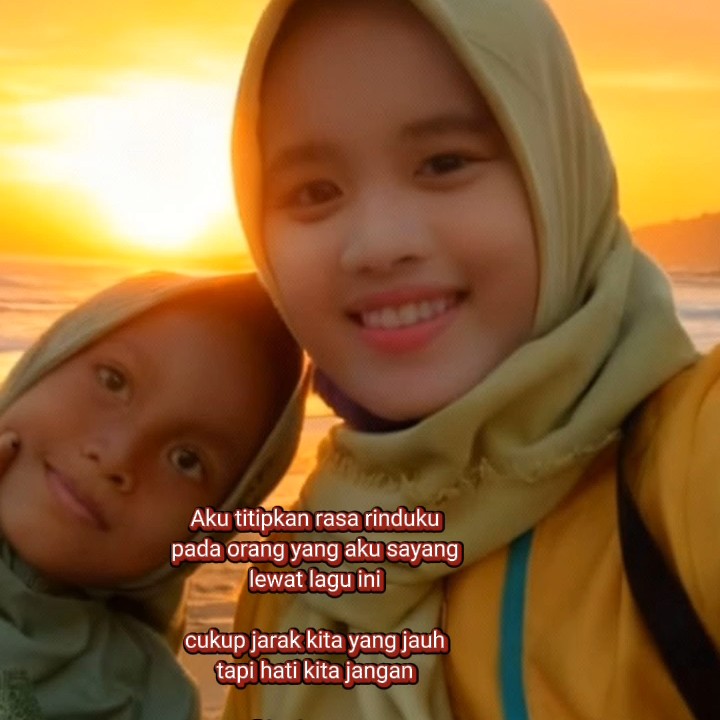 Aku titipkan rasa rinduku
pada orang yang aku sayang
lewat lagu ini
cukup jarak kita yang jauh
tapi hati kita jangan